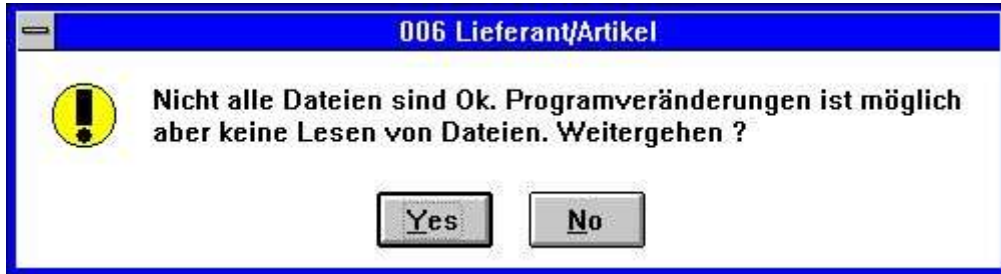 006 Lieferant/Artikel
Nicht alle Dateien sind Ok. Programveränderungen ist möglich
aber keine Lesen von Dateien. Weitergehen ?
Yes No